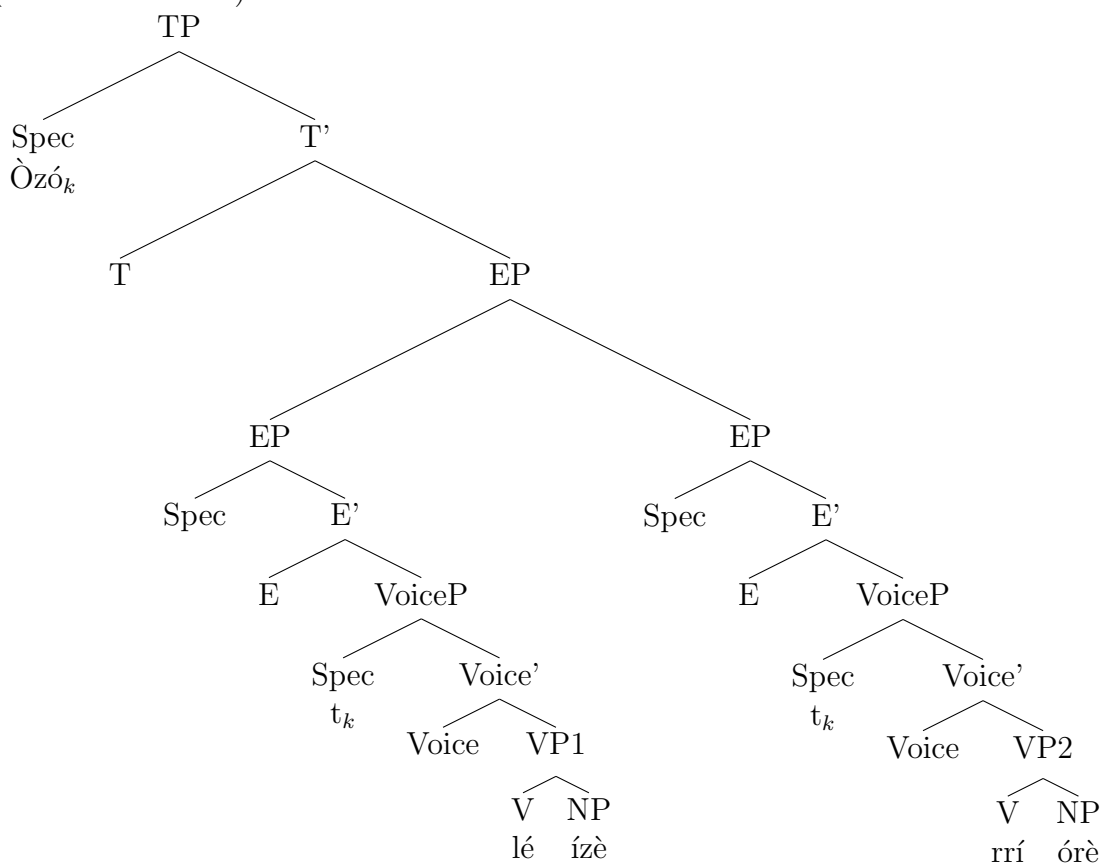 TP
Spec T'
Òzó_k
T EP
EP EP
Spec E' Spec E'
E VoiceP E VoiceP
Spec Voice' Spec Voice'
t_k t_k
Voice VP1 Voice VP2
V NP V NP
lé ízè rrí órè